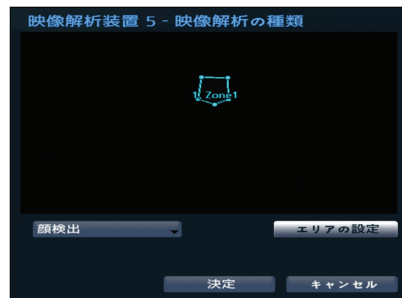 映像解析装置 5 - 映像解析の種類
1 Zone1
顔検出
エリアの設定
決定
キャンセル